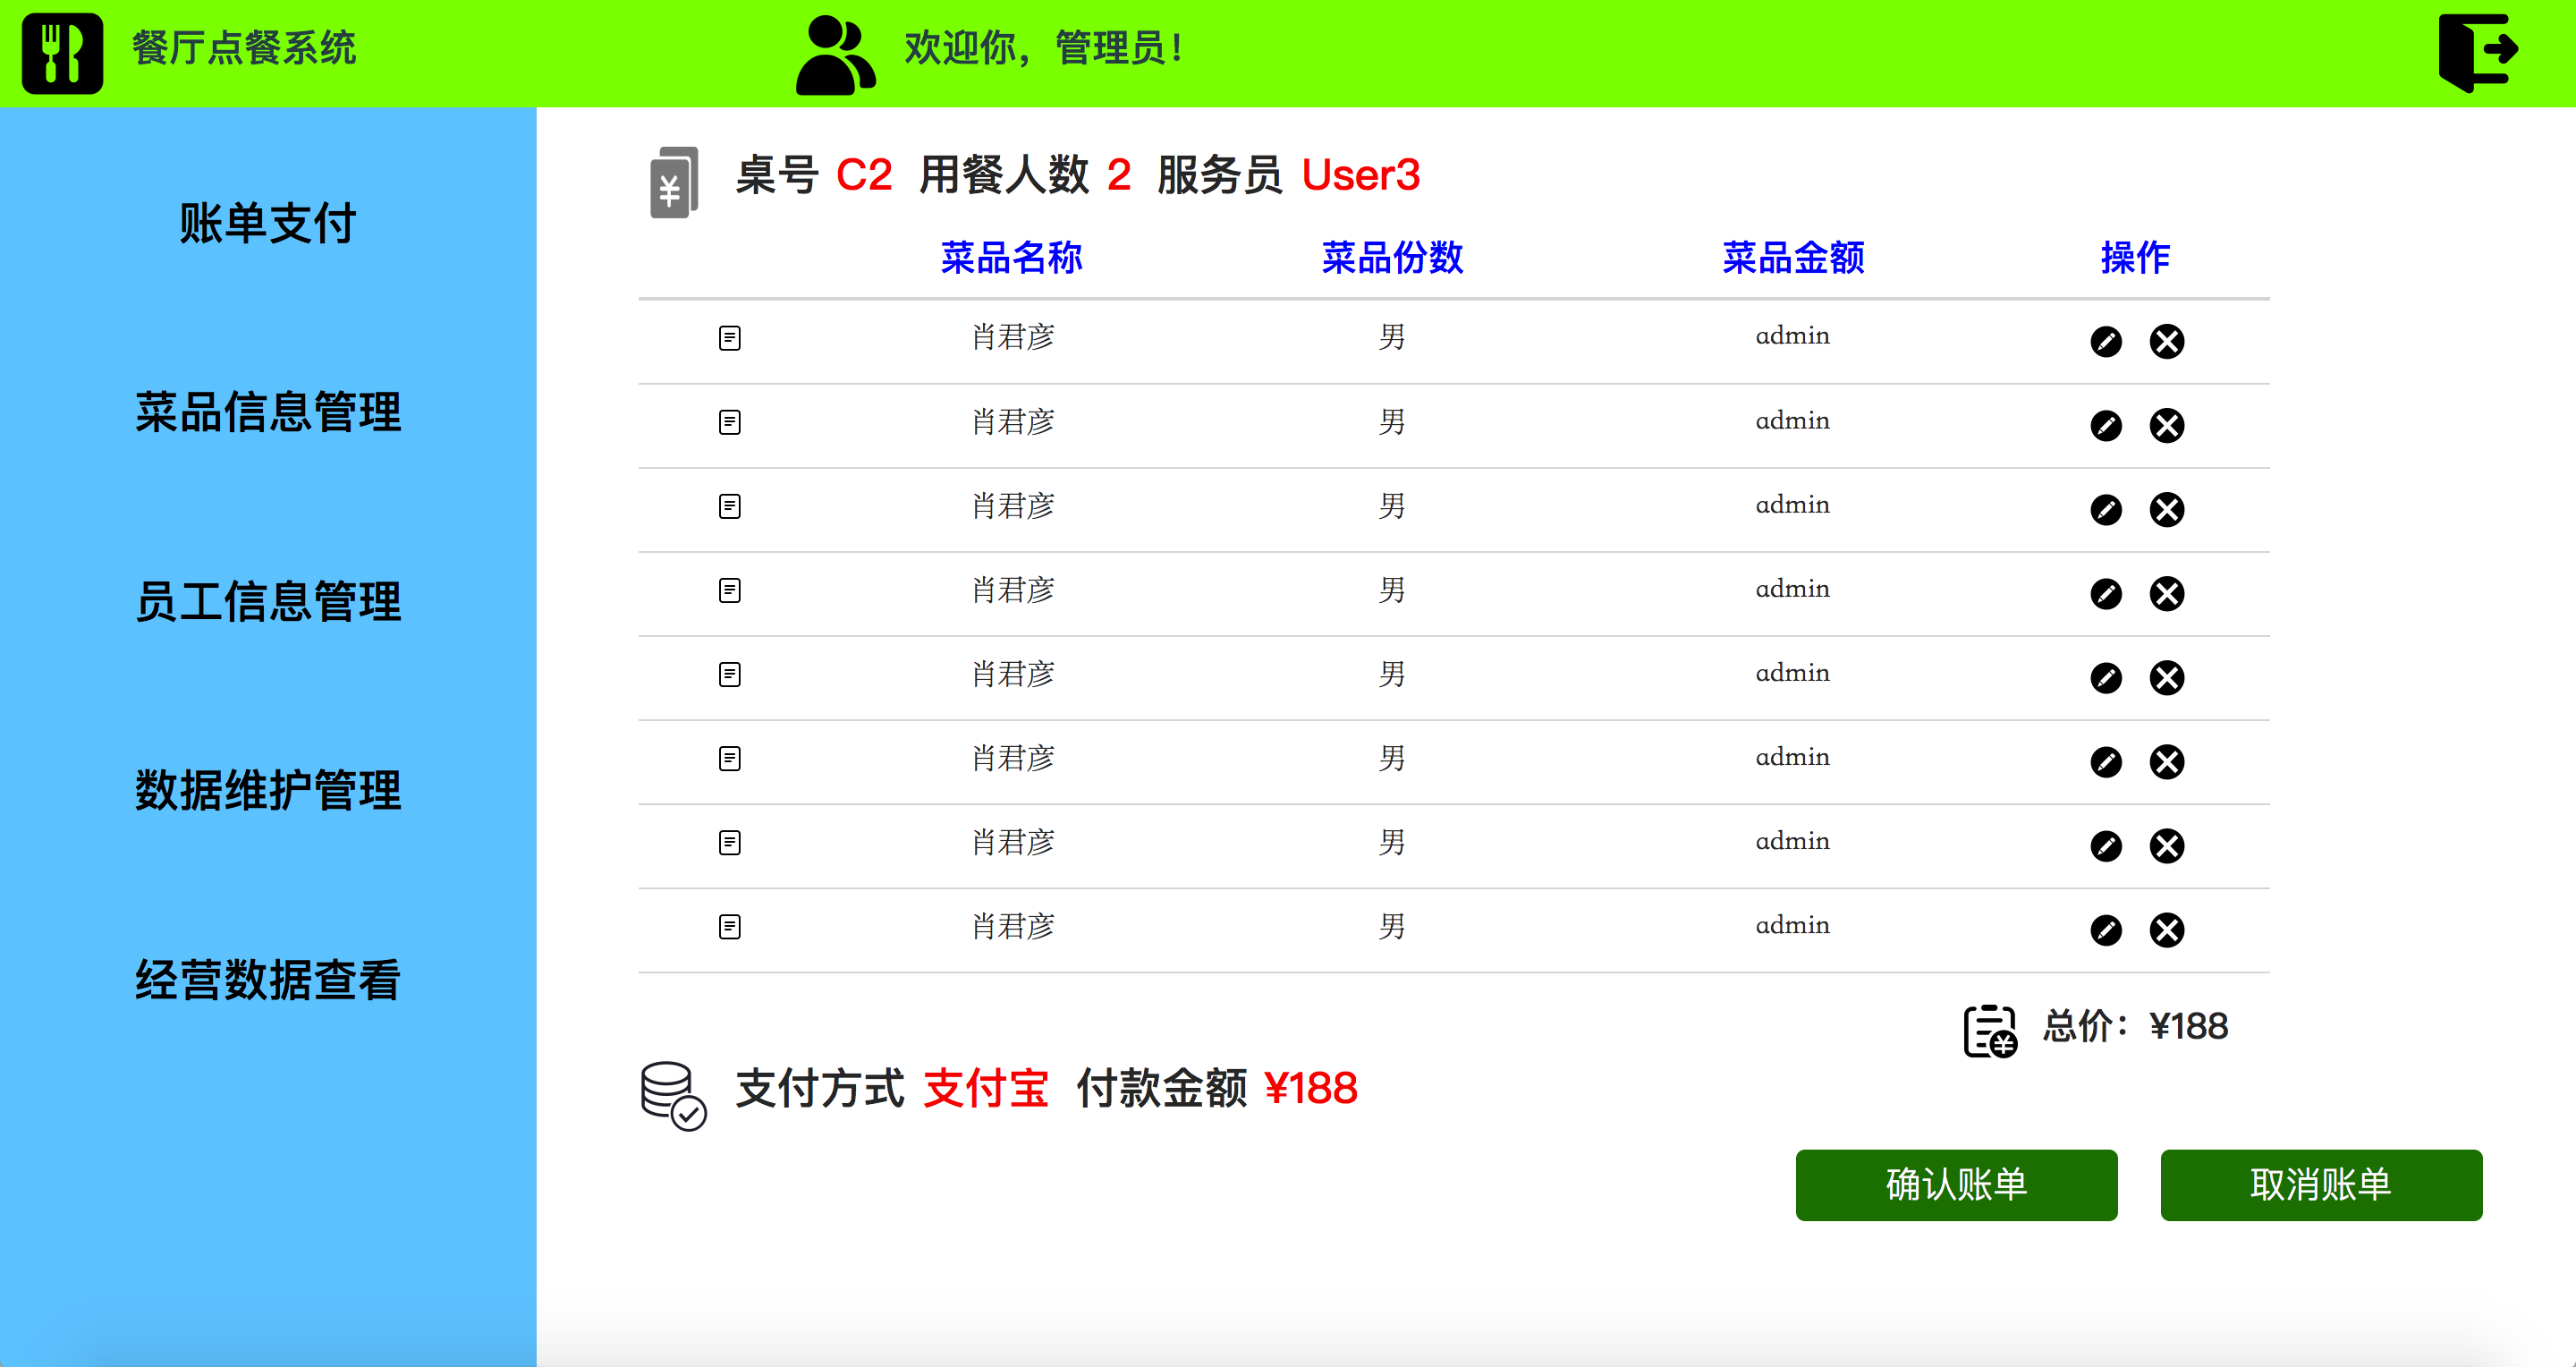 餐厅点餐系统 欢迎你，管理员！
账单支付
菜品信息管理
员工信息管理
数据维护管理
经营数据查看
桌号 C2 用餐人数 2 服务员 User3
菜品名称 菜品份数 菜品金额 操作
肖君彦 男 admin
肖君彦 男 admin
肖君彦 男 admin
肖君彦 男 admin
肖君彦 男 admin
肖君彦 男 admin
肖君彦 男 admin
肖君彦 男 admin
总价：¥188
支付方式 支付宝 付款金额 ¥188
确认账单 取消账单